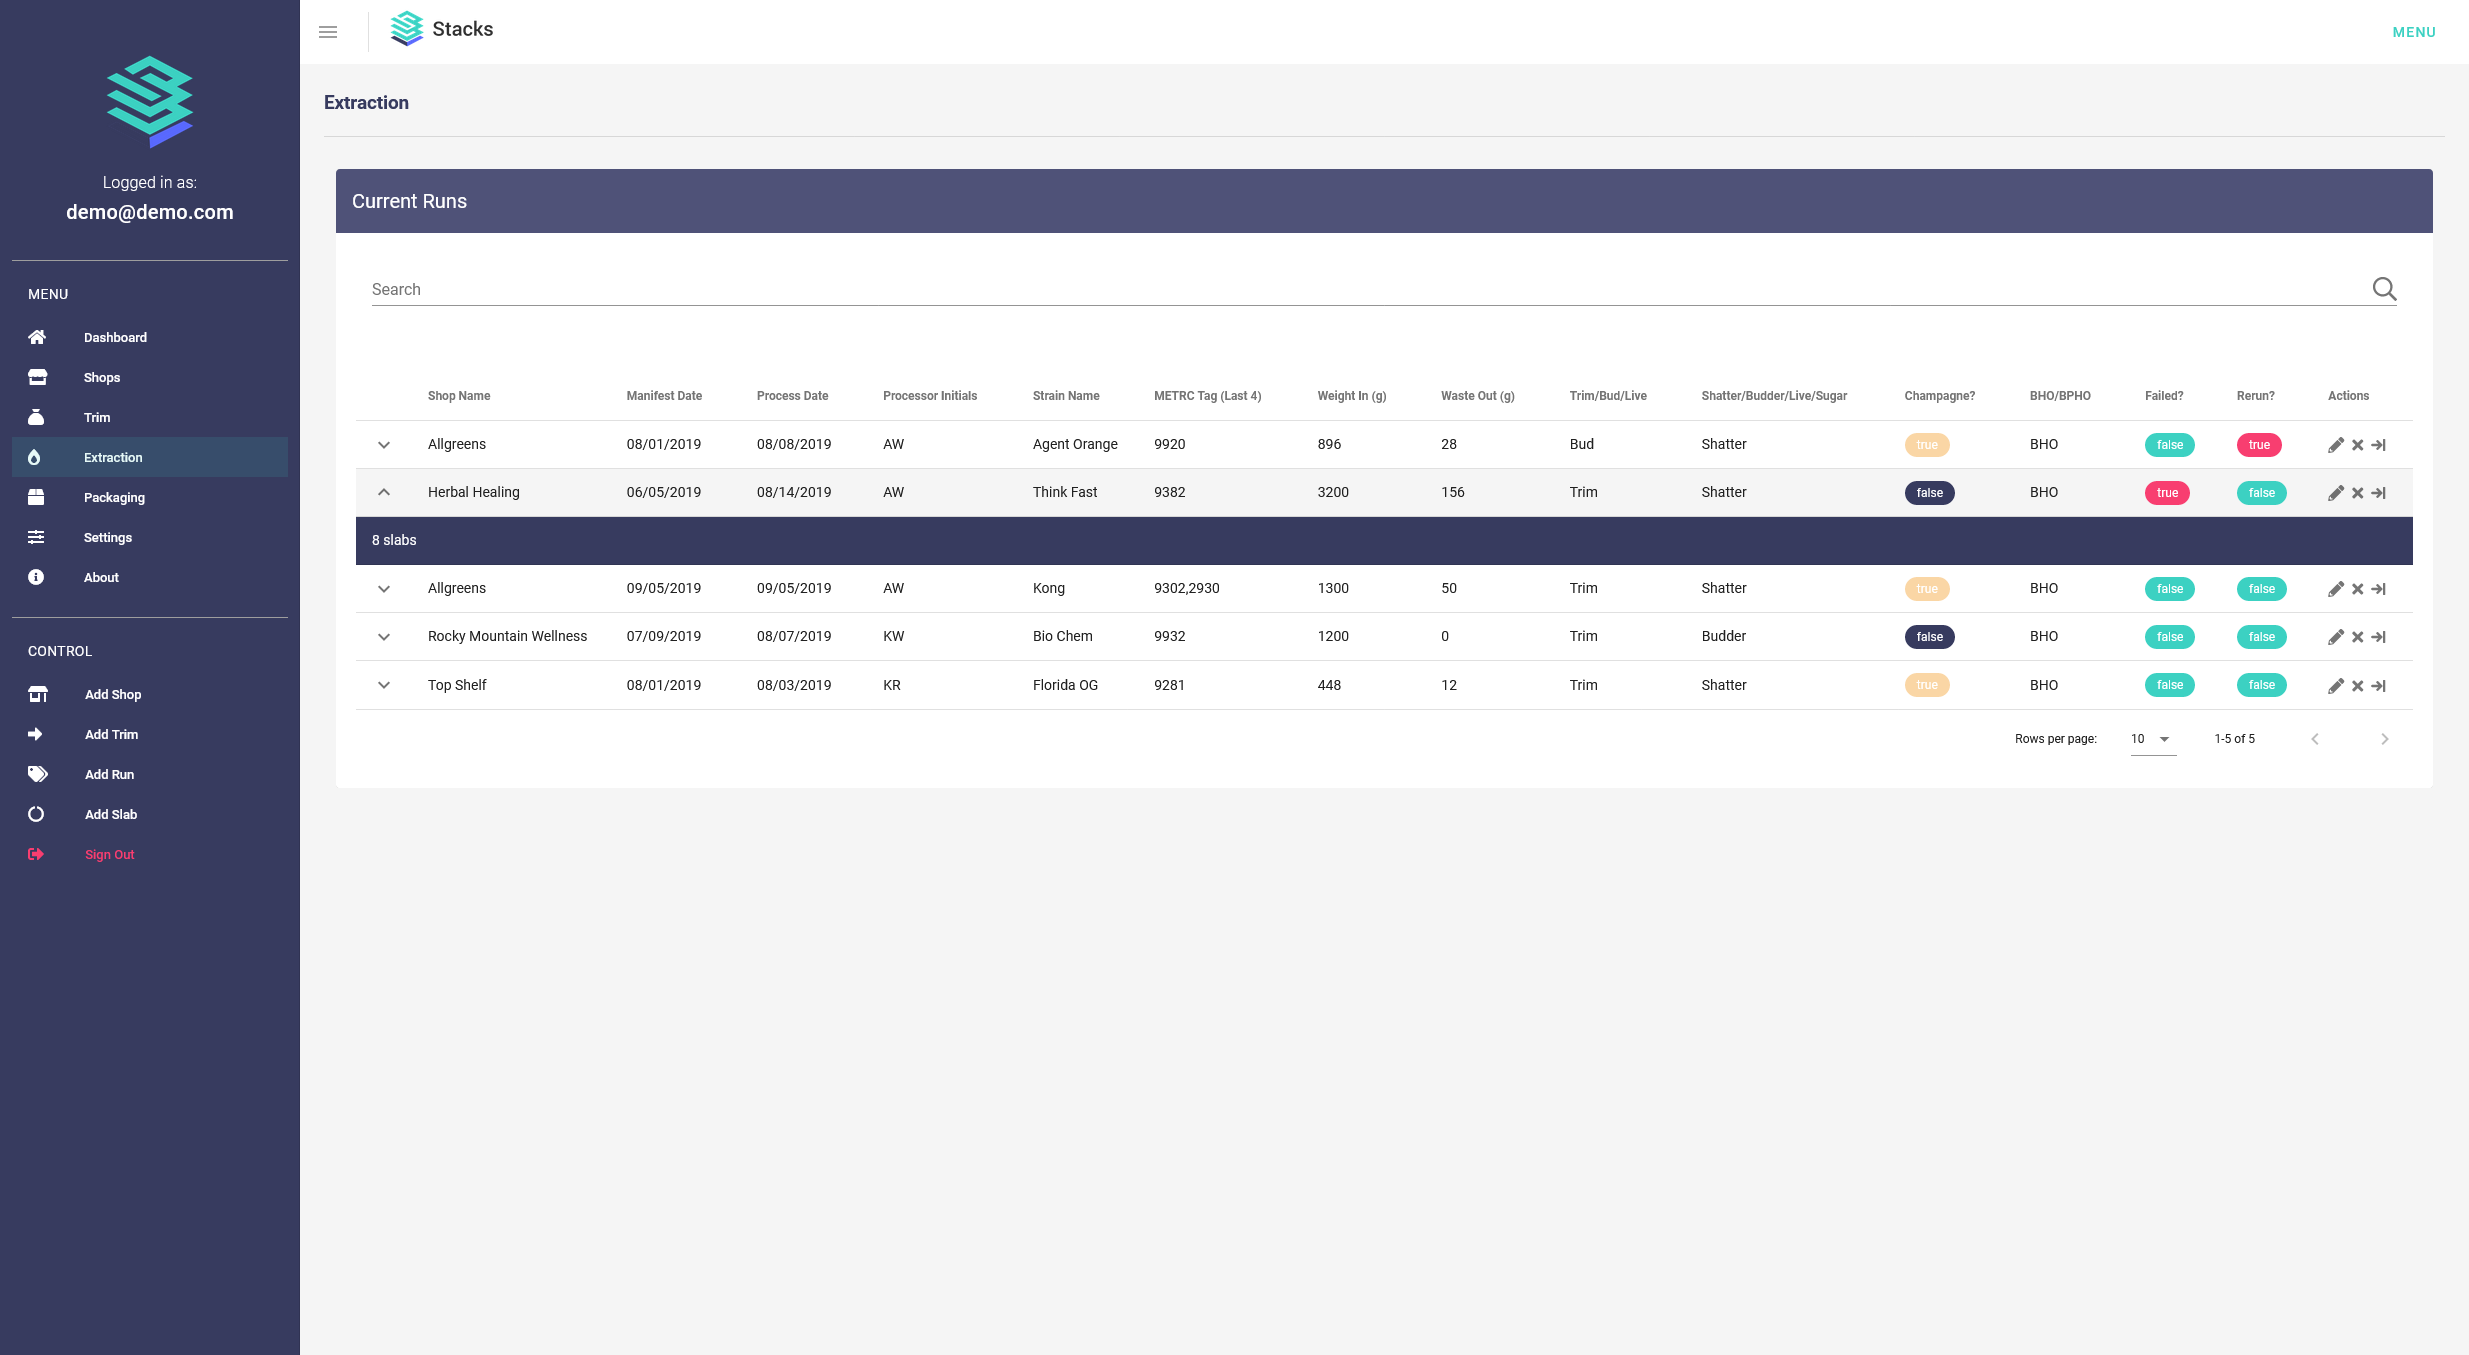 Stacks
MENU
Logged in as:
demo@demo.com
MENU
Dashboard
Shops
Trim
Extraction
Packaging
Settings
About
CONTROL
Add Shop
Add Trim
Add Run
Add Slab
Sign Out
Extraction
Current Runs
Search
Shop Name Manifest Date Process Date Processor Initials Strain Name METRC Tag (Last 4) Weight In (g) Waste Out (g) Trim/Bud/Live Shatter/Budder/Live/Sugar Champagne? BHO/BPHO Failed? Rerun? Actions
Allgreens 08/01/2019 08/08/2019 AW Agent Orange 9920 896 28 Bud Shatter true BHO false true
Herbal Healing 06/05/2019 08/14/2019 AW Think Fast 9382 3200 156 Trim Shatter false BHO true false
8 slabs
Allgreens 09/05/2019 09/05/2019 AW Kong 9302,2930 1300 50 Trim Shatter true BHO false false
Rocky Mountain Wellness 07/09/2019 08/07/2019 KW Bio Chem 9932 1200 0 Trim Budder false BHO false false
Top Shelf 08/01/2019 08/03/2019 KR Florida OG 9281 448 12 Trim Shatter true BHO false false
Rows per page: 10 1-5 of 5